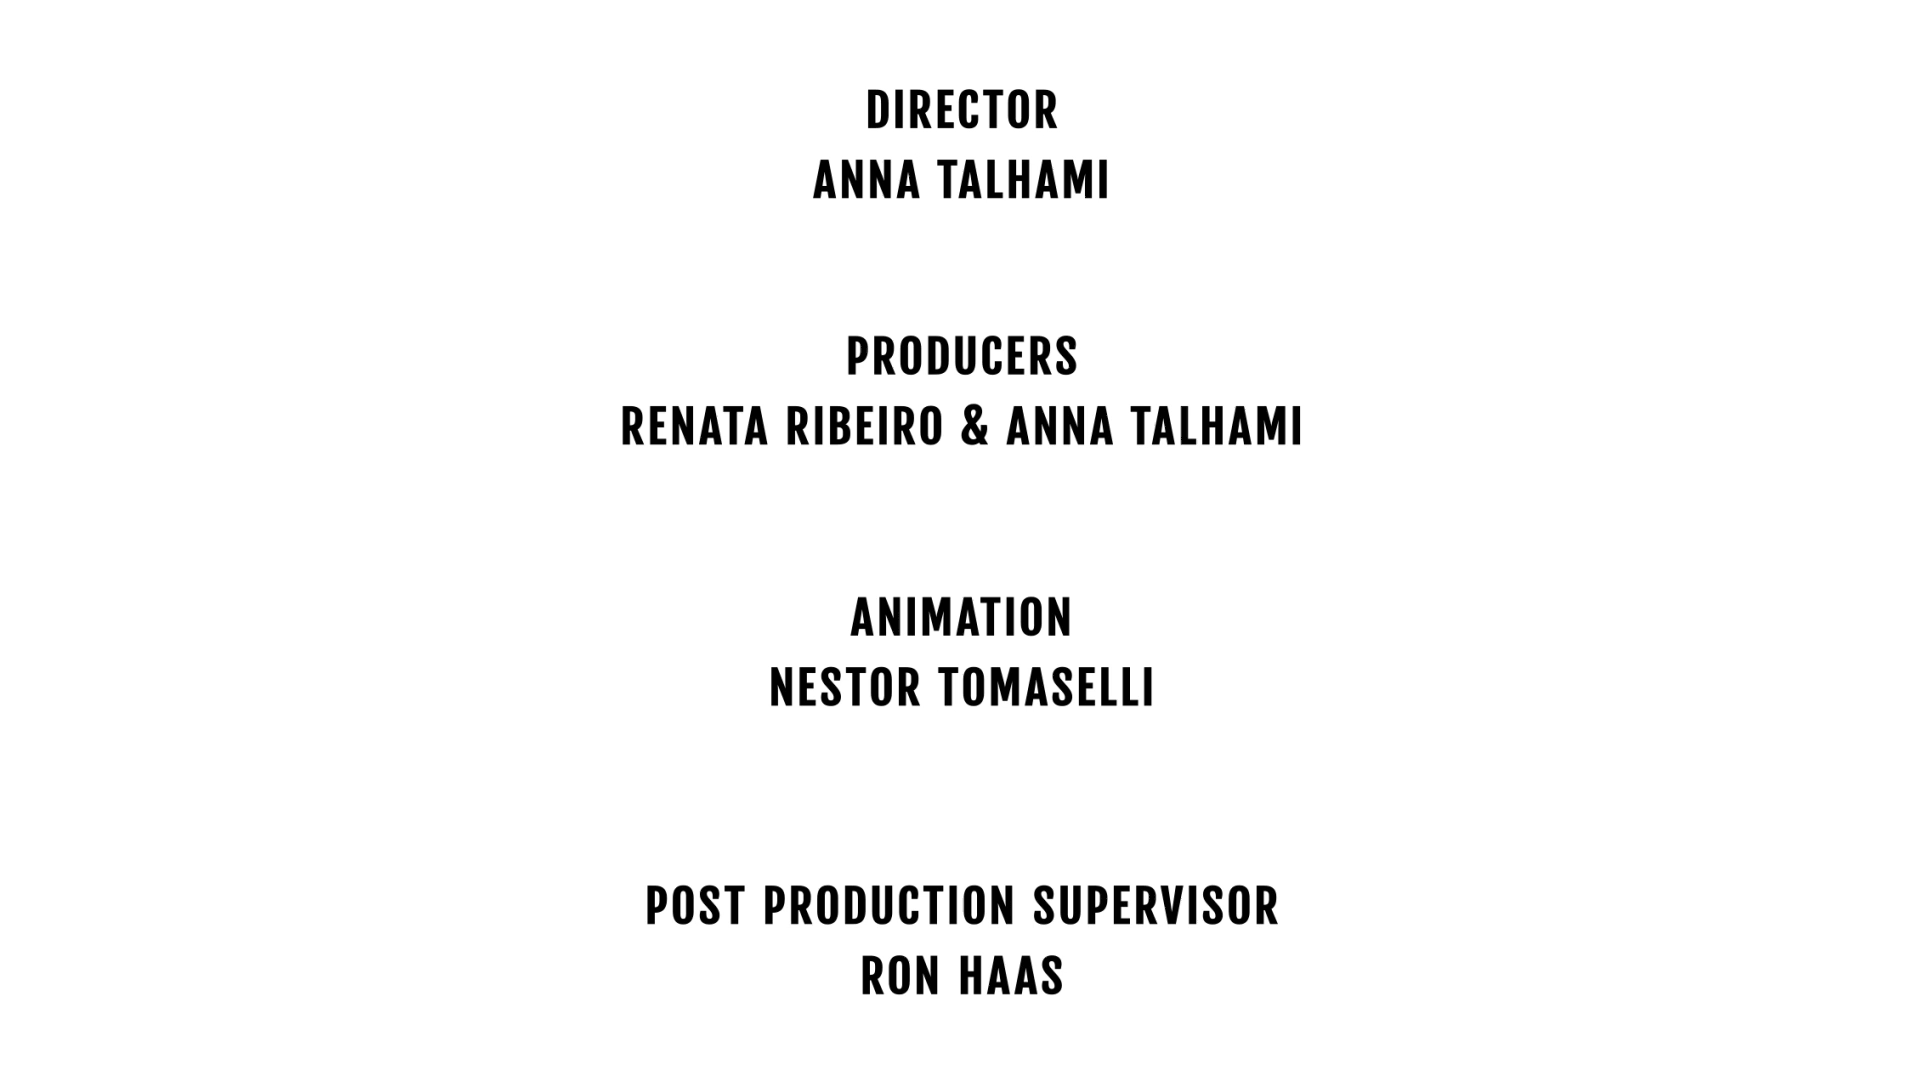 DIRECTOR
ANNA TALHAMI
PRODUCERS
RENATA RIBEIRO & ANNA TALHAMI
ANIMATION
NESTOR TOMASELLI
POST PRODUCTION SUPERVISOR
RON HAAS